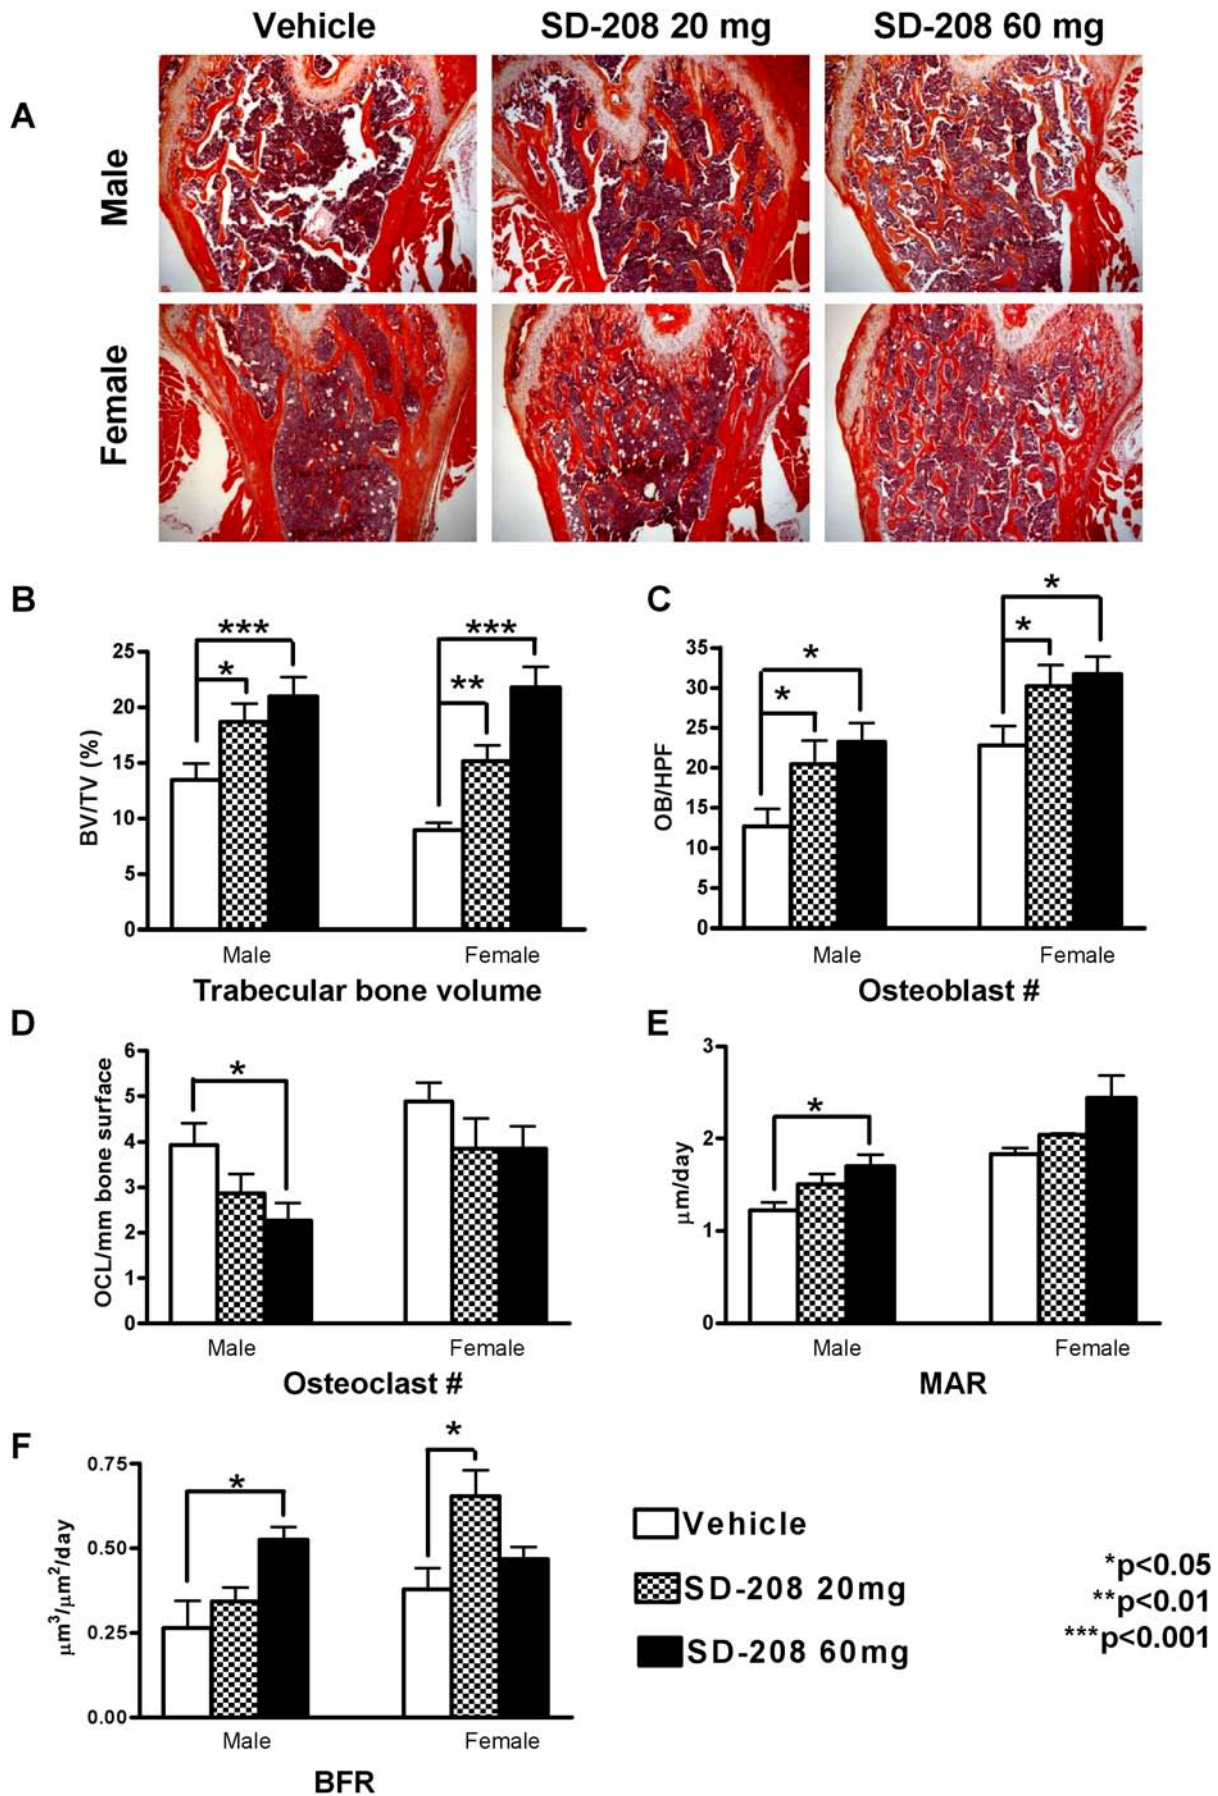 Vehicle SD-208 20 mg SD-208 60 mg
A
Male
Female
B
***
*
***
**
BV/TV (%)
25
20
15
10
5
0
Male Female
Trabecular bone volume
C
*
*
*
*
OB/HPF
35
30
25
20
15
10
5
0
Male Female
Osteoblast #
D
*
OCL/mm bone surface
6
5
4
3
2
1
0
Male Female
Osteoclast #
E
*
μm/day
3
2
1
0
Male Female
MAR
F
*
*
μm³/μm²/day
0.75
0.50
0.25
0.00
Male Female
BFR
Vehicle
SD-208 20mg
SD-208 60mg
*p<0.05
**p<0.01
***p<0.001